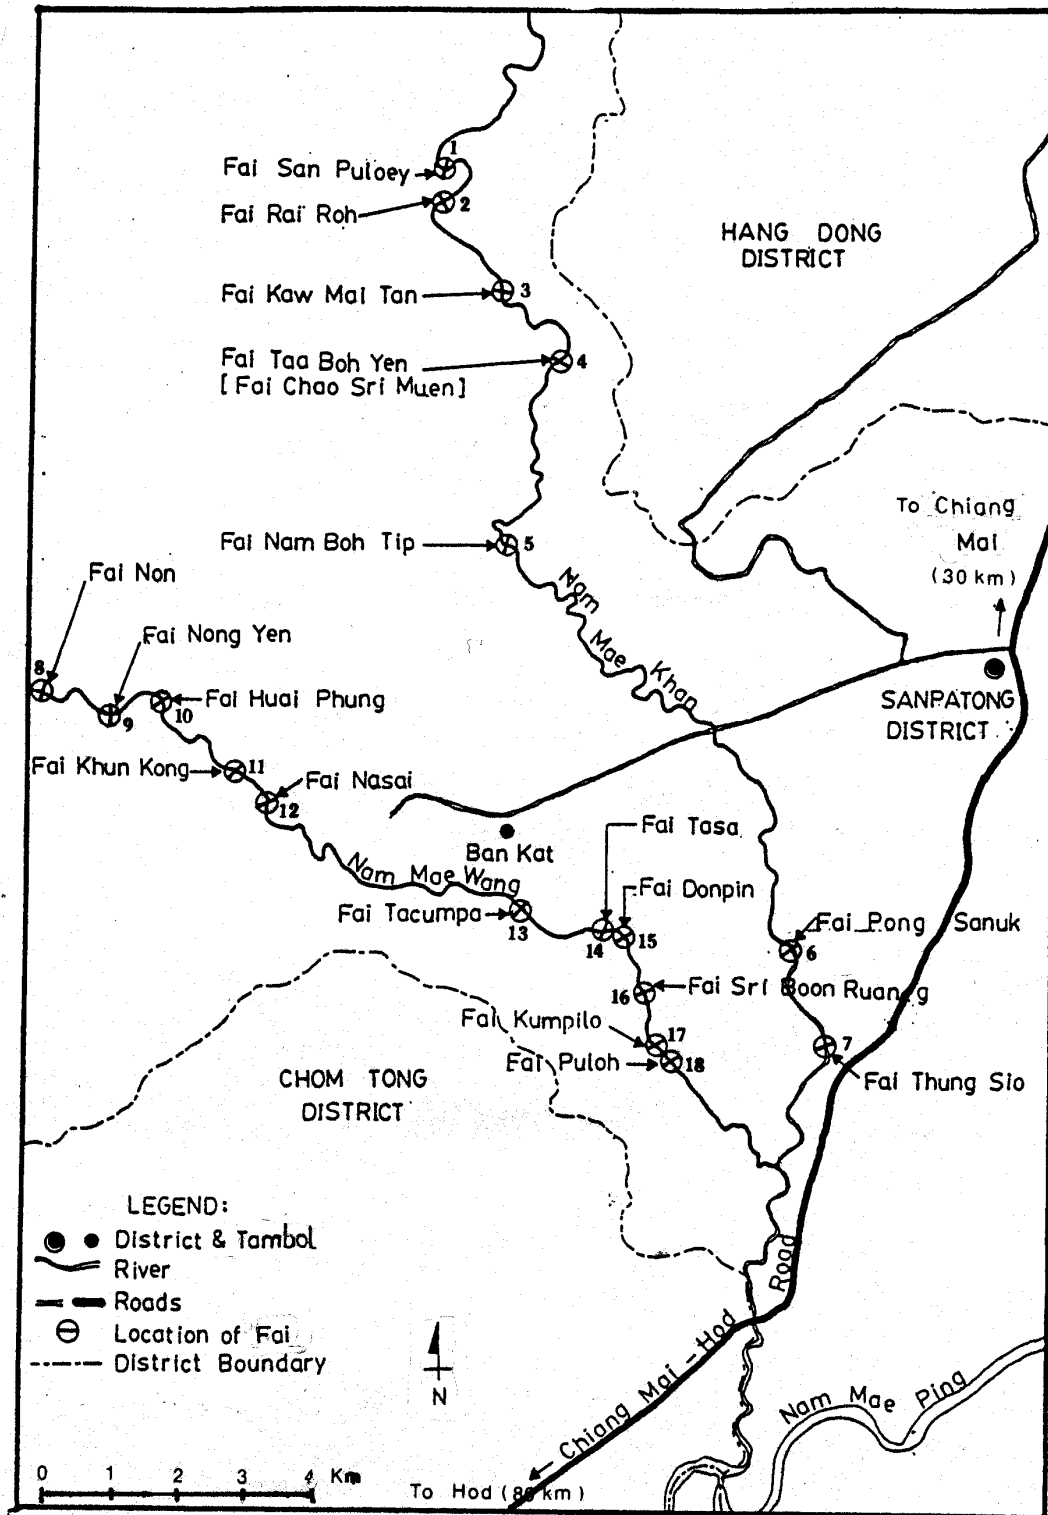 1
Fai San Puloey
Fai Rai Roh
2
HANG DONG
DISTRICT
Fai Kaw Mai Tan
3
Fai Taa Boh Yen
[Fai Chao Sri Muen]
4
To Chiang
Mai
(30 km)
Fai Nam Boh Tip
5
Nam Mae Khan
Fai Non
Fai Nong Yen
8
9
10
Fai Huai Phung
SANPATONG
DISTRICT
Fai Khun Kong
11
Fai Nasai
12
Ban Kat
Fai Tasa
Nam Mae Wang
Fai Donpin
Fai Tacumpa
13
14
15
Fai Pong Sanuk
6
16
Fai Sri Boon Ruang
Fai Kumpilo
17
7
Fai Puloh
18
Fai Thung Sio
CHOM TONG
DISTRICT
LEGEND:
District & Tambol
River
Roads
Location of Fai
District Boundary
N
Chiang Mai - Hod Road
Nam Mae Ping
0 1 2 3 4 Km
To Hod ( km)